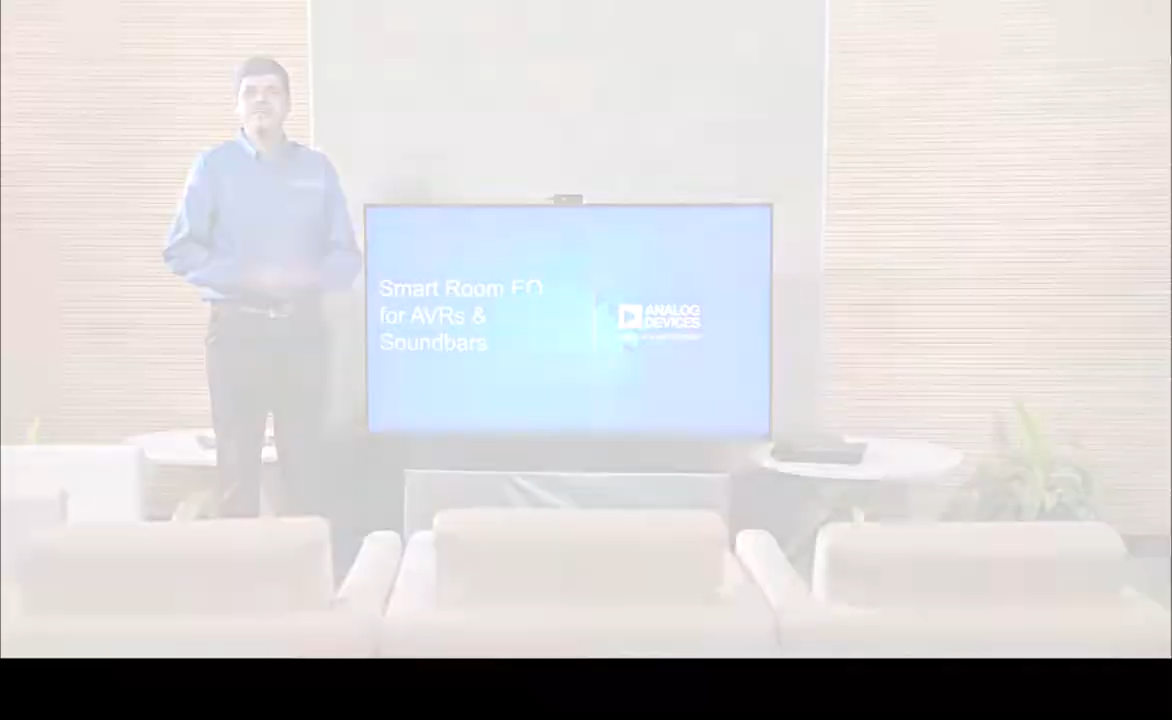 Smart Room EQ
for AVRs &
Soundbars
ANALOG
DEVICES